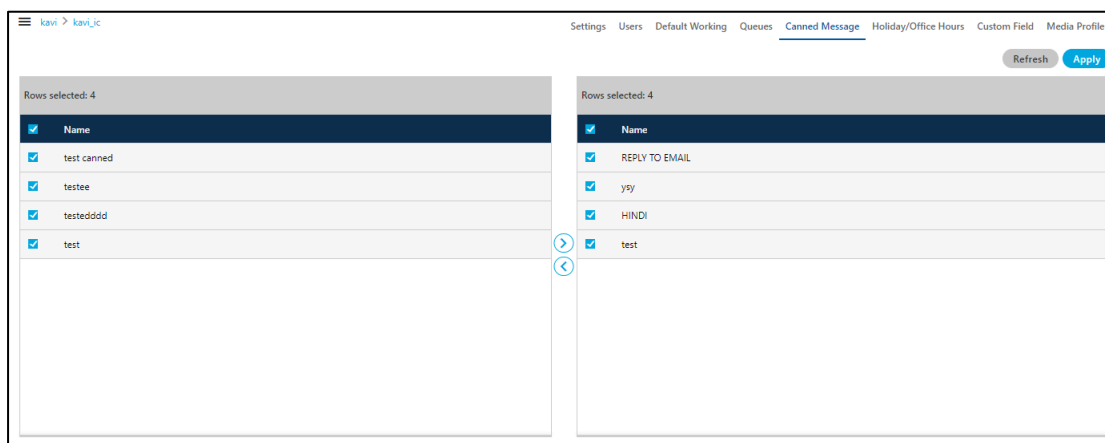 kavi > kavi_ic
Settings Users Default Working Queues Canned Message Holiday/Office Hours Custom Field Media Profile
Refresh Apply
Rows selected: 4
Name
test canned
testee
testedddd
test
Rows selected: 4
Name
REPLY TO EMAIL
ysy
HINDI
test